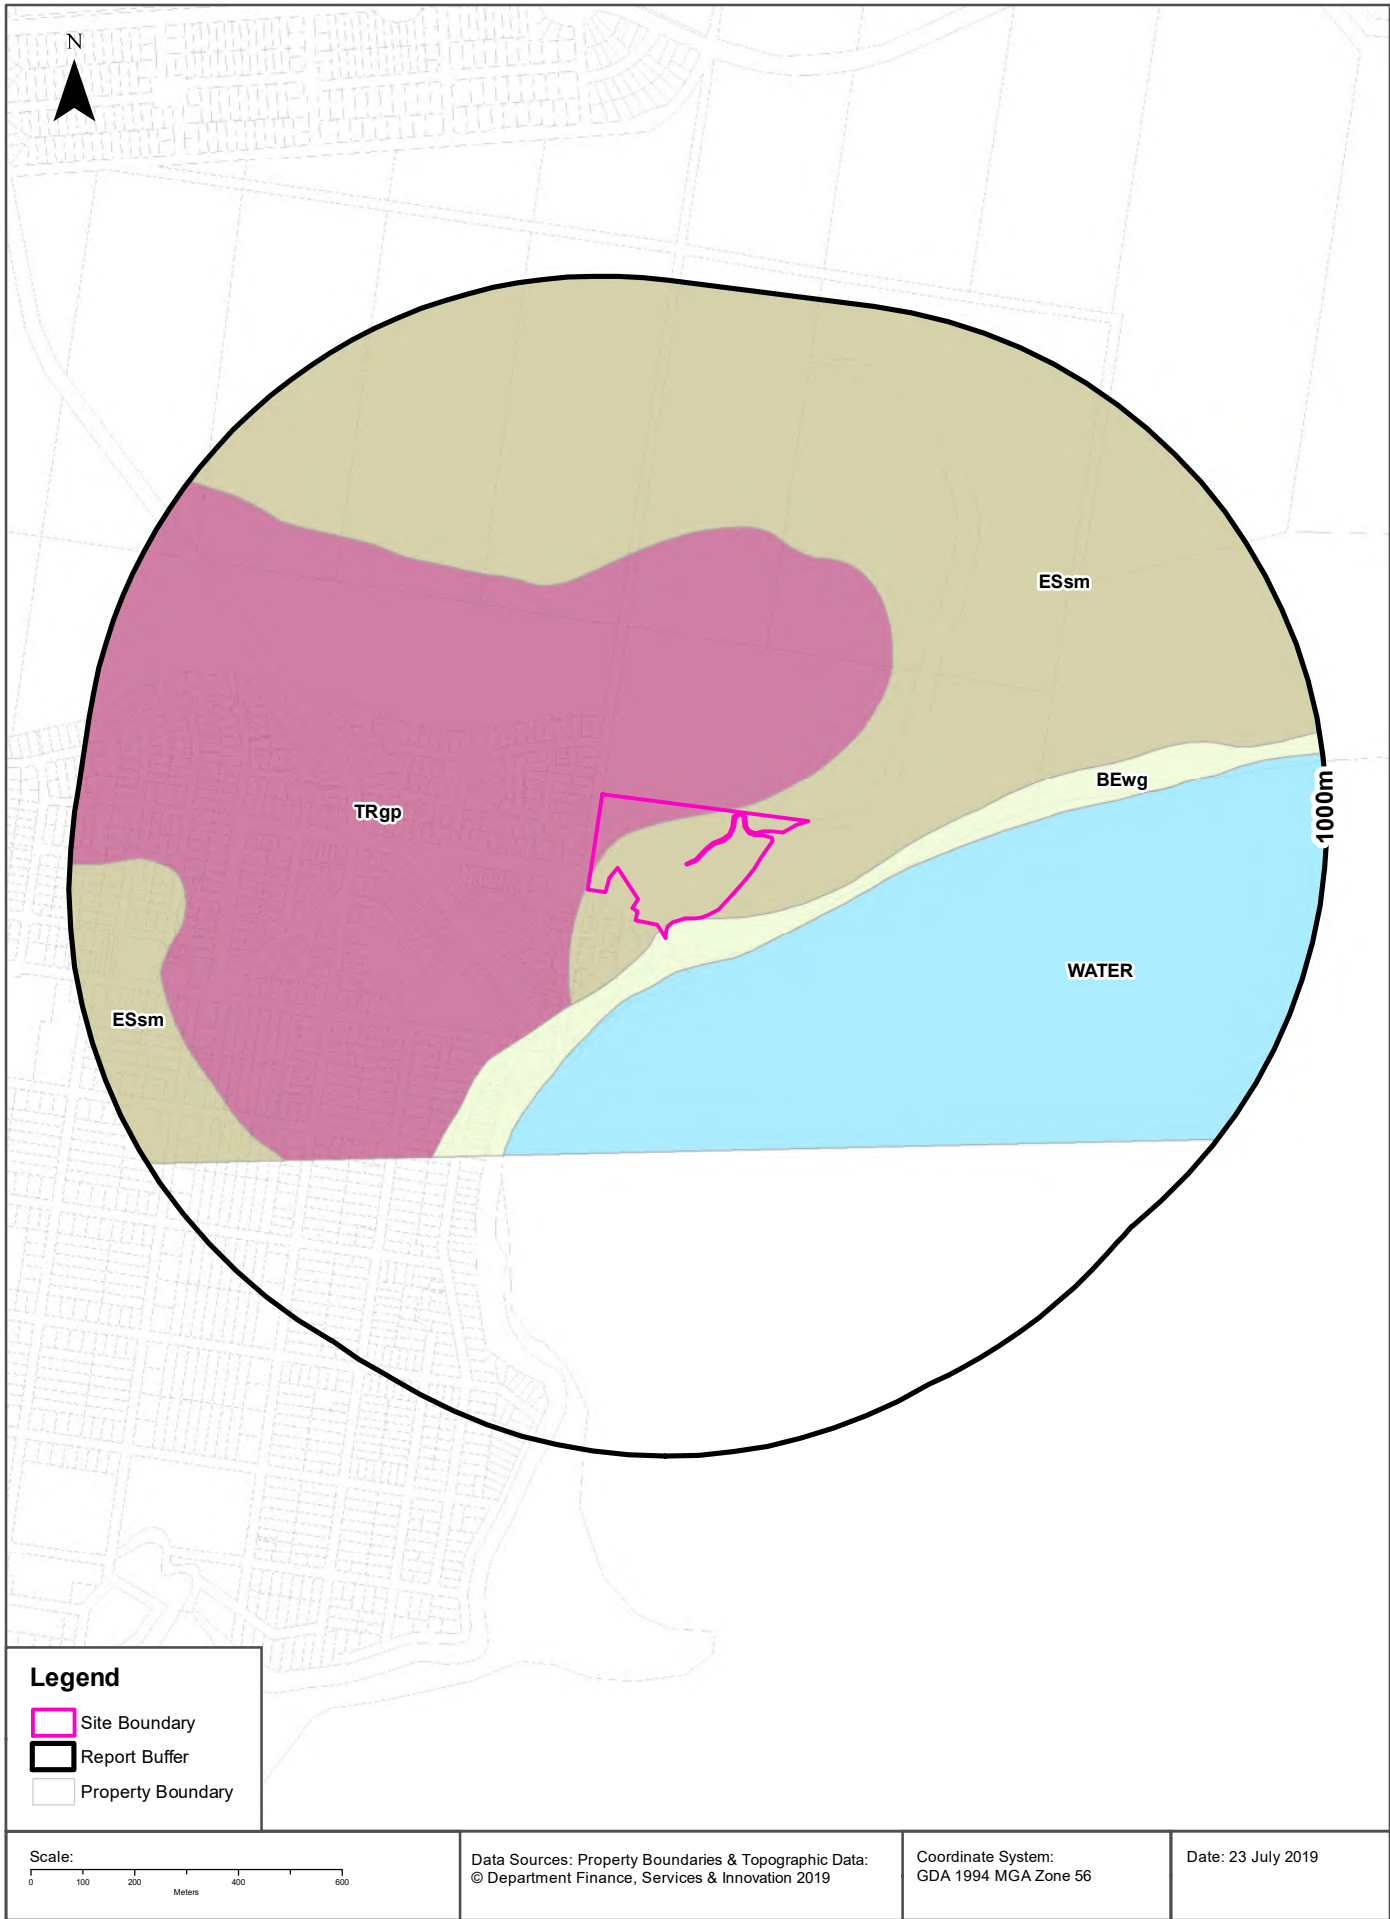 N
ESsm
BEwg
1000m
TRgp
WATER
ESsm
Legend
Site Boundary
Report Buffer
Property Boundary
Scale:
0 100 200 400 600
Meters
Data Sources: Property Boundaries & Topographic Data:
© Department Finance, Services & Innovation 2019
Coordinate System:
GDA 1994 MGA Zone 56
Date: 23 July 2019